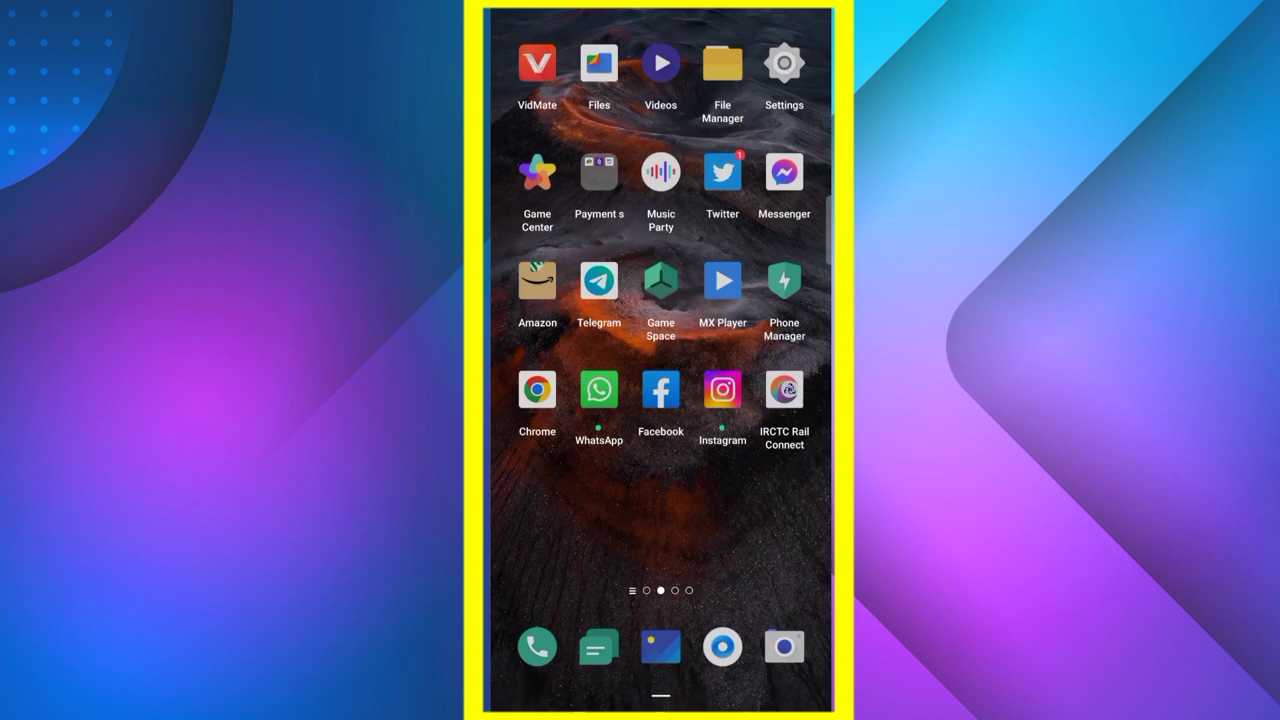 VidMate
Files
Videos
File
Manager
Settings
1
Game
Center
Payment s
Music
Party
Twitter
Messenger
Amazon
Telegram
Game
Space
MX Player
Phone
Manager
Chrome
WhatsApp
Facebook
Instagram
IRCTC Rail
Connect